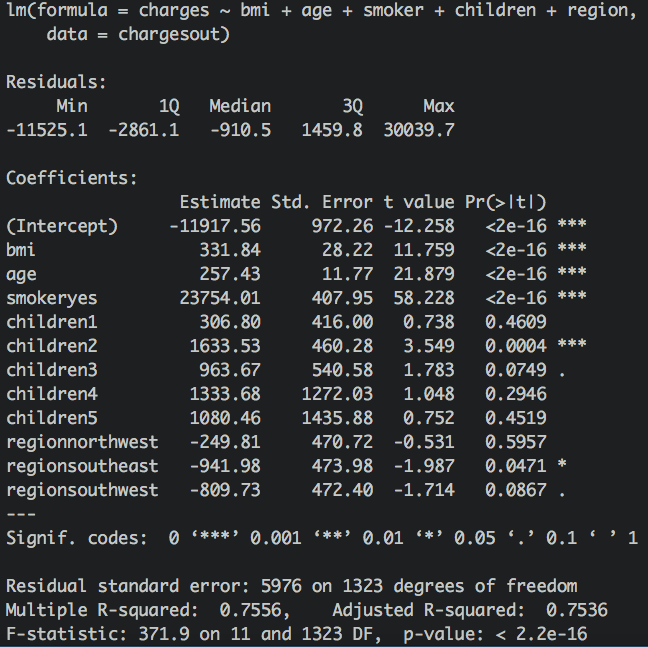 lm(formula = charges ~ bmi + age + smoker + children + region,
    data = chargesout)

Residuals:
     Min       1Q   Median       3Q      Max
-11525.1  -2861.1   -910.5   1459.8  30039.7

Coefficients:
                 Estimate Std. Error t value Pr(>|t|)
(Intercept)     -11917.56     972.26 -12.258   <2e-16 ***
bmi                331.84      28.22  11.759   <2e-16 ***
age                257.43      11.77  21.879   <2e-16 ***
smokeryes        23754.01     407.95  58.228   <2e-16 ***
children1          306.80     416.00   0.738   0.4609
children2         1633.53     460.28   3.549   0.0004 ***
children3          963.67     540.58   1.783   0.0749 .
children4         1333.68    1272.03   1.048   0.2946
children5         1080.46    1435.88   0.752   0.4519
regionnorthwest   -249.81     470.72  -0.531   0.5957
regionsoutheast   -941.98     473.98  -1.987   0.0471 *
regionsouthwest   -809.73     472.40  -1.714   0.0867 .
---
Signif. codes:  0 ‘***’ 0.001 ‘**’ 0.01 ‘*’ 0.05 ‘.’ 0.1 ‘ ’ 1

Residual standard error: 5976 on 1323 degrees of freedom
Multiple R-squared:  0.7556,    Adjusted R-squared:  0.7536
F-statistic: 371.9 on 11 and 1323 DF,  p-value: < 2.2e-16